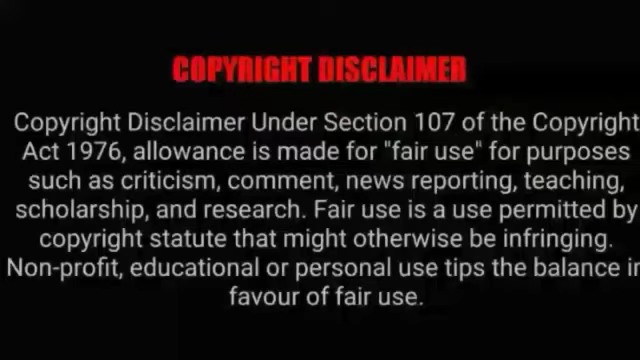 COPYRIGHT DISCLAIMER
Copyright Disclaimer Under Section 107 of the Copyright
Act 1976, allowance is made for "fair use" for purposes
such as criticism, comment, news reporting, teaching,
scholarship, and research. Fair use is a use permitted by
copyright statute that might otherwise be infringing.
Non-profit, educational or personal use tips the balance in
favour of fair use.